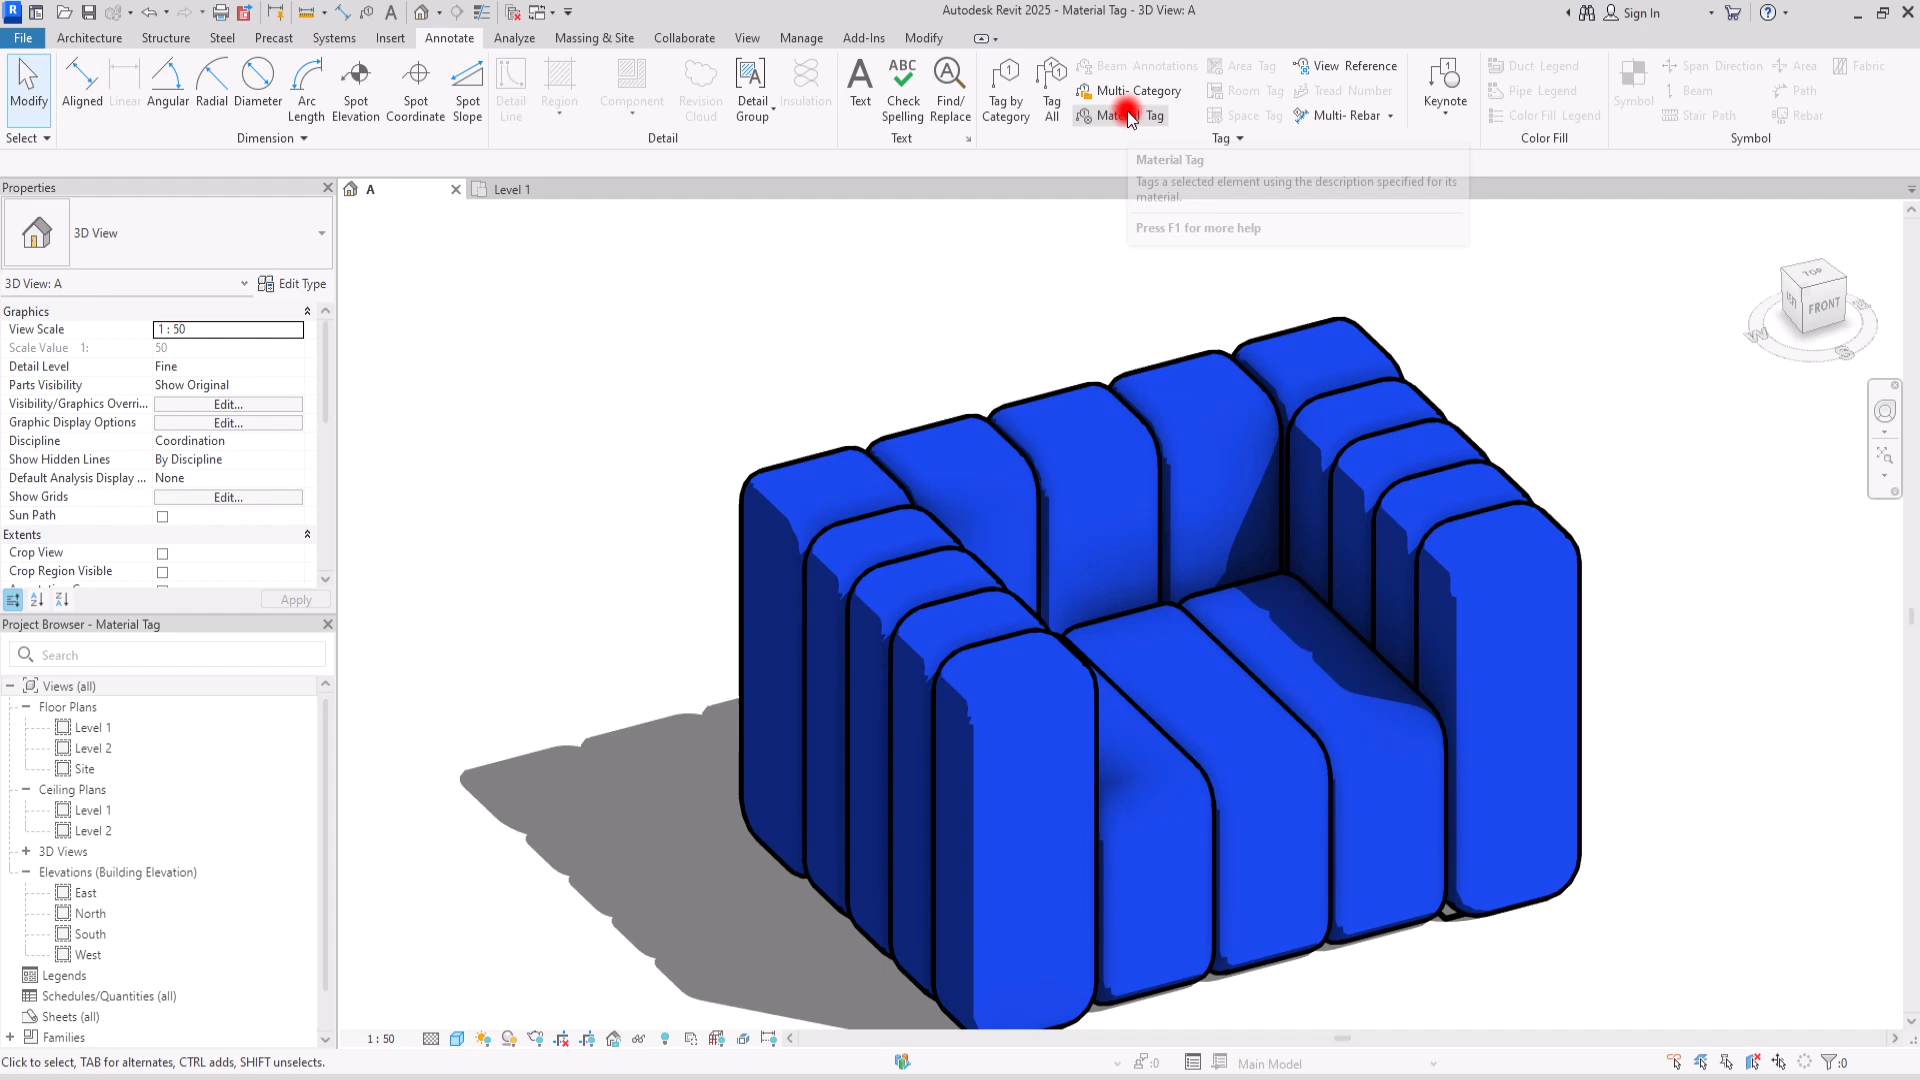 R
Autodesk Revit 2025 - Material Tag - 3D View: A
Sign In
File Architecture Structure Steel Precast Systems Insert Annotate Analyze Massing & Site Collaborate View Manage Add-Ins Modify
Modify
Select
Aligned Linear Angular Radial Diameter Arc Length Spot Elevation Spot Coordinate Spot Slope
Dimension
Detail Line Region Component Revision Cloud Detail Group Insulation
Detail
A Text
ABC Check Spelling
Find/ Replace
Text
Tag by Category
Tag All
Beam Annotations
Multi- Category
Tag
Area Tag
Room Tag
Space Tag
View Reference
Tread Number
Multi- Rebar
Tag
Keynote
Duct Legend
Pipe Legend
Color Fill Legend
Color Fill
Symbol
Span Direction
Beam
Stair Path
Area
Path
Rebar
Fabric
Symbol
Material Tag
Tags a selected element using the description specified for its
material.
Press F1 for more help
Properties
A
Level 1
3D View
3D View: A
Edit Type
Graphics
View Scale 1 : 50
Scale Value 1: 50
Detail Level Fine
Parts Visibility Show Original
Visibility/Graphics Overri... Edit...
Graphic Display Options Edit...
Discipline Coordination
Show Hidden Lines By Discipline
Default Analysis Display ... None
Show Grids Edit...
Sun Path
Extents
Crop View
Crop Region Visible
Apply
Project Browser - Material Tag
Search
Views (all)
Floor Plans
Level 1
Level 2
Site
Ceiling Plans
Level 1
Level 2
3D Views
Elevations (Building Elevation)
East
North
South
West
Legends
Schedules/Quantities (all)
Sheets (all)
Families
TOP
FRONT
W
S
1 : 50
Click to select, TAB for alternates, CTRL adds, SHIFT unselects.
:0
Main Model
:0